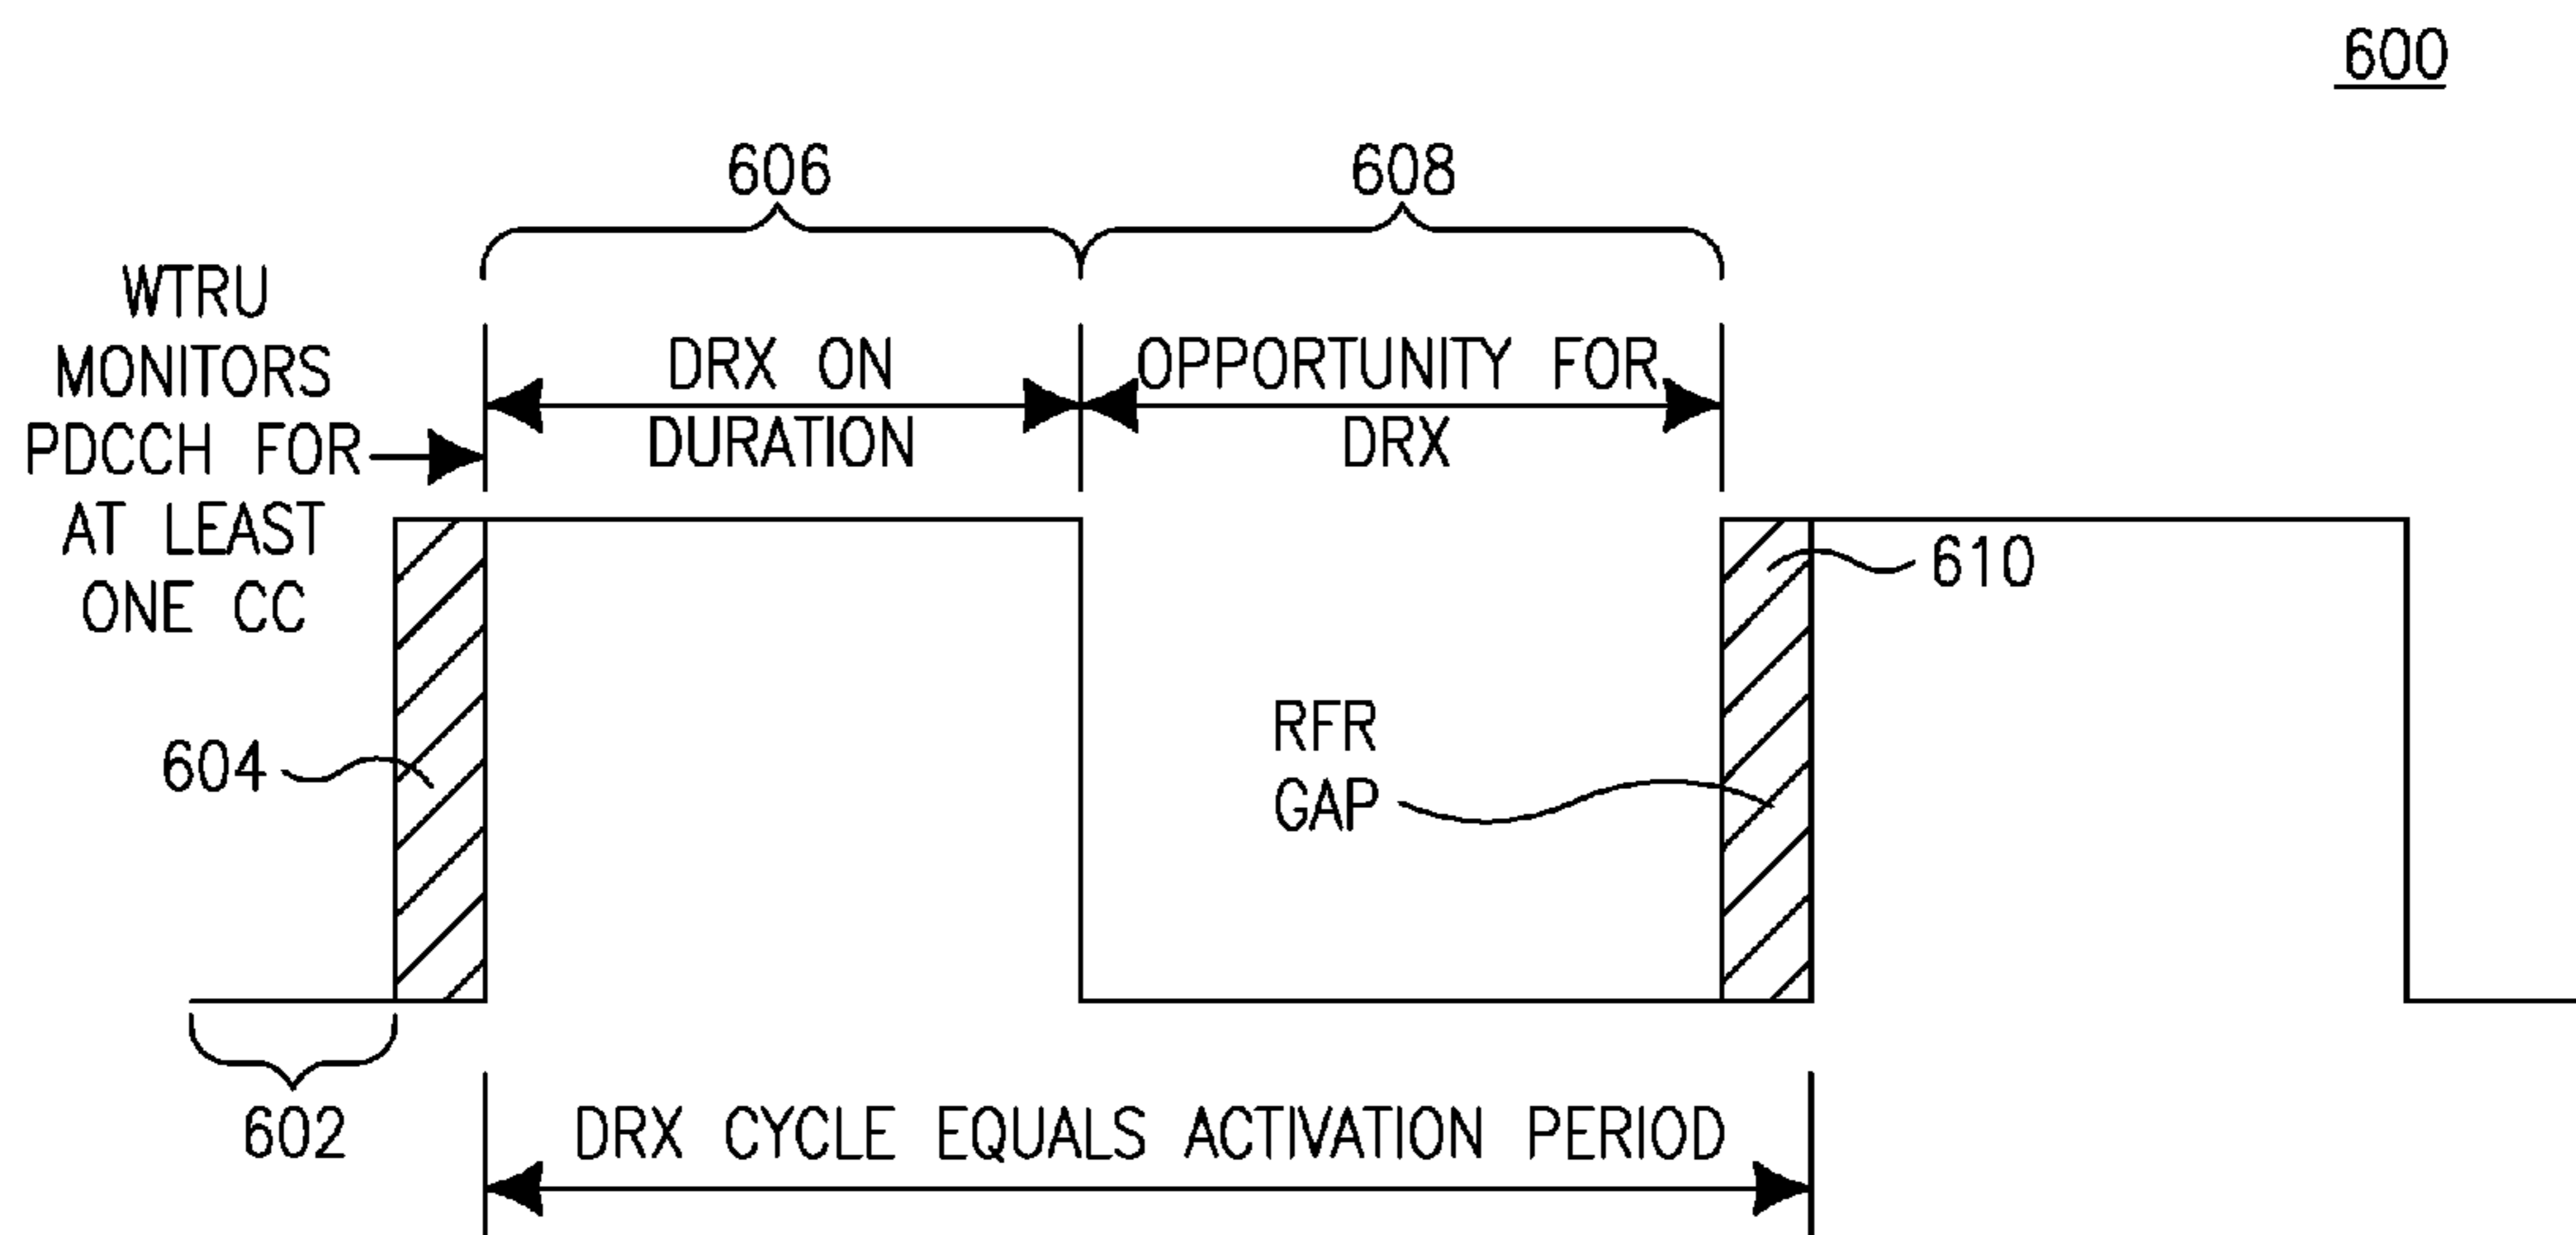 600
606
608
WTRU
MONITORS
PDCCH FOR
AT LEAST
ONE CC
DRX ON
DURATION
OPPORTUNITY FOR
DRX
610
RFR
GAP
604
602
DRX CYCLE EQUALS ACTIVATION PERIOD